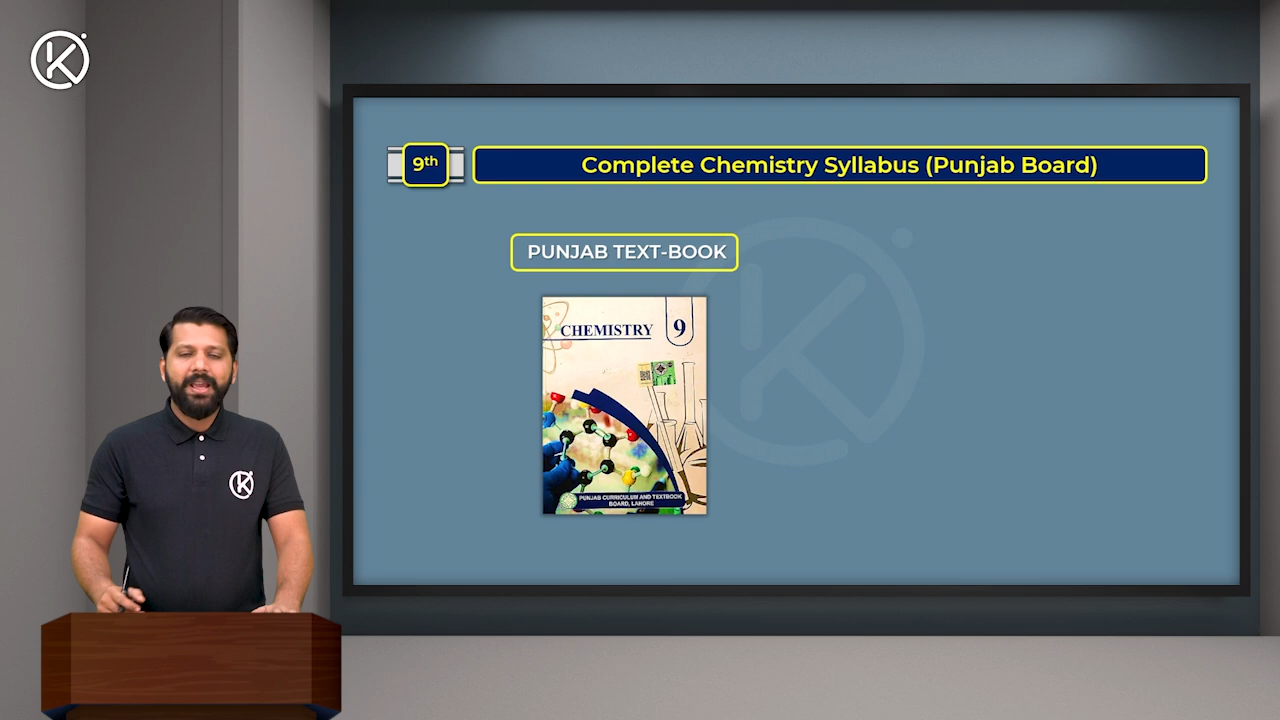 9th
Complete Chemistry Syllabus (Punjab Board)
PUNJAB TEXT-BOOK
CHEMISTRY 9
PUNJAB CURRICULUM AND TEXTBOOK
BOARD, LAHORE